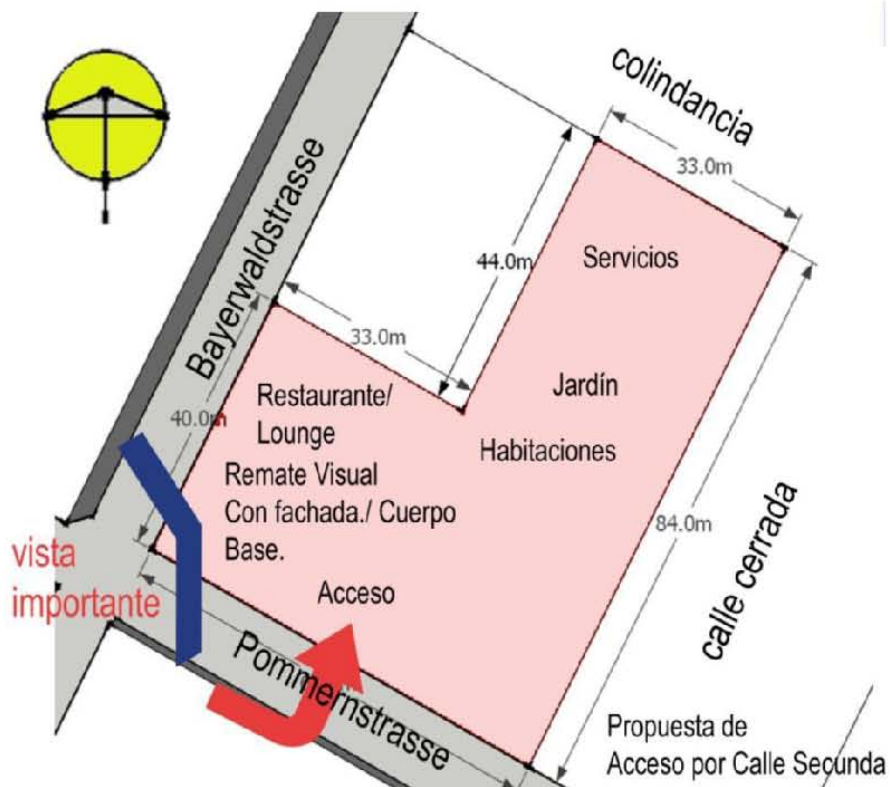 colindancia
33.0m
Servicios
44.0m
Bayerwaldstrasse
33.0m
Jardín
Restaurante/
Lounge
40.0m
Habitaciones
Remate Visual
Con fachada./ Cuerpo
Base.
84.0m
calle cerrada
vista
importante
Acceso
Pommernstrasse
Propuesta de
Acceso por Calle Secunda